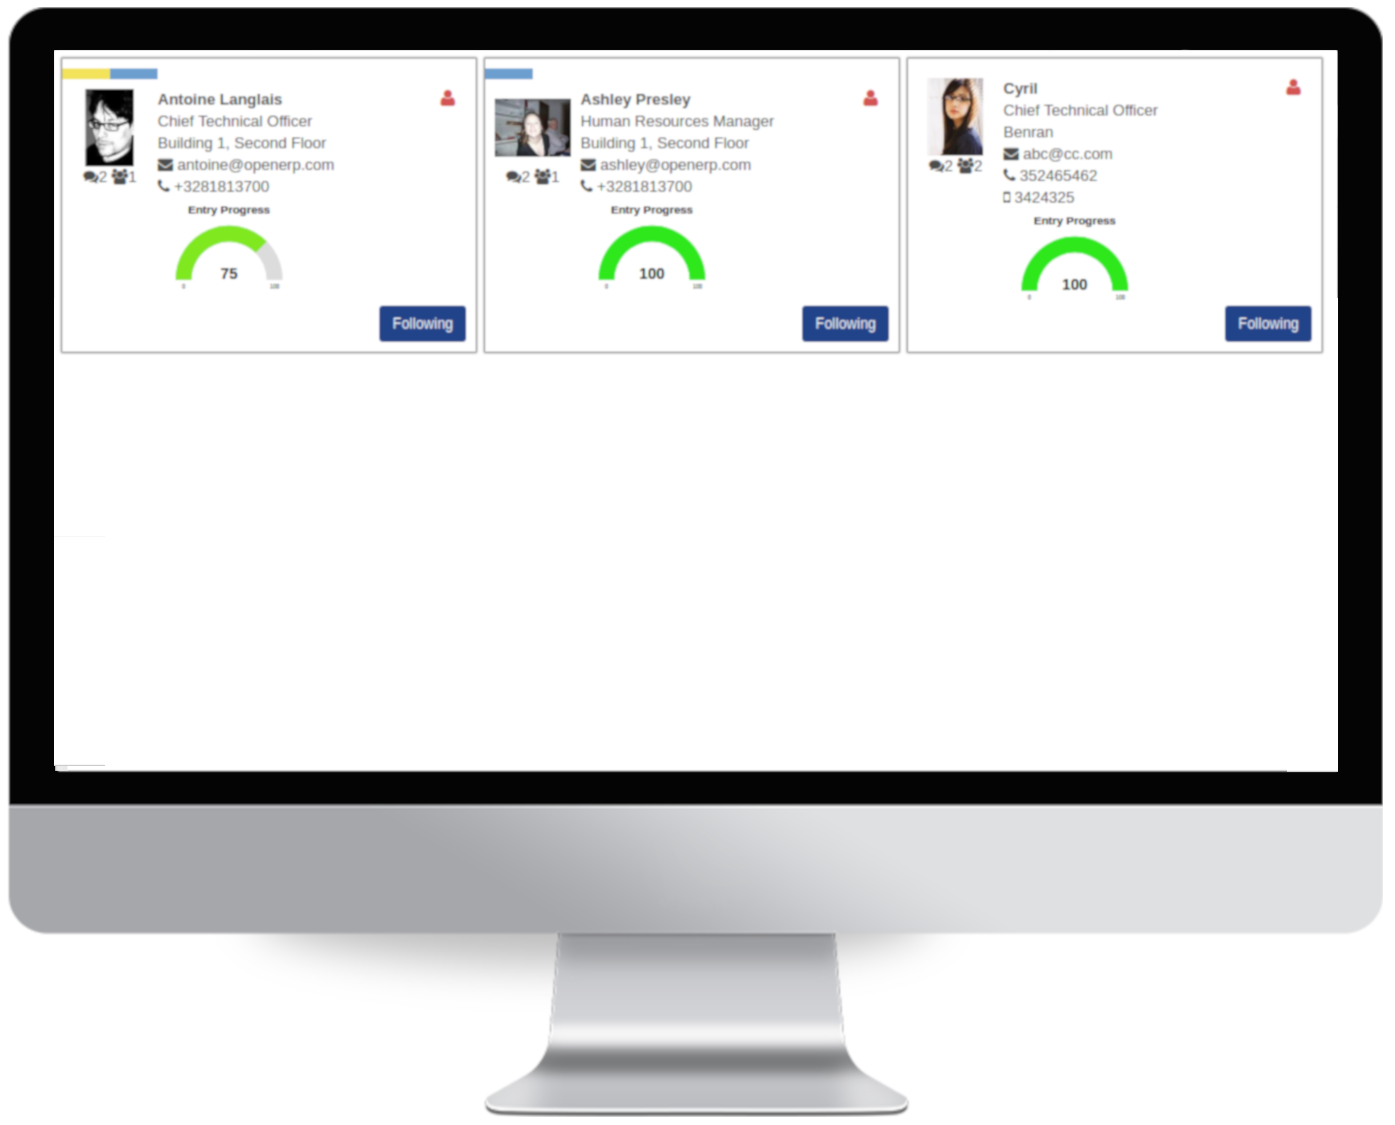 Antoine Langlais
Chief Technical Officer
Building 1, Second Floor
antoine@openerp.com
2 1
+3281813700
Entry Progress
75
0 100
Following
Ashley Presley
Human Resources Manager
Building 1, Second Floor
ashley@openerp.com
2 1
+3281813700
Entry Progress
100
0 100
Following
Cyril
Chief Technical Officer
Benran
abc@cc.com
2 2
352465462
3424325
Entry Progress
100
0 100
Following